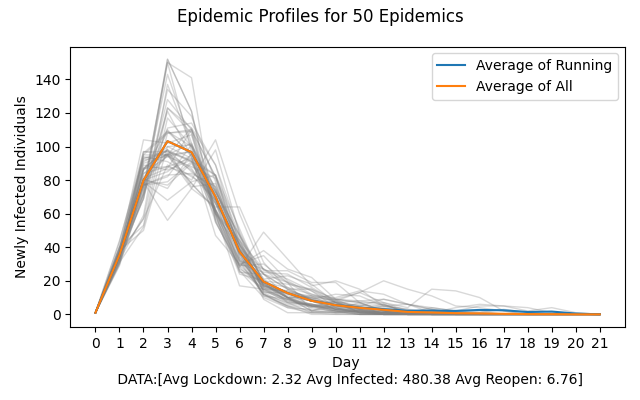 Epidemic Profiles for 50 Epidemics
Average of Running
Average of All
Newly Infected Individuals
140
120
100
80
60
40
20
0
0 1 2 3 4 5 6 7 8 9 10 11 12 13 14 15 16 17 18 19 20 21
Day
DATA:[Avg Lockdown: 2.32 Avg Infected: 480.38 Avg Reopen: 6.76]